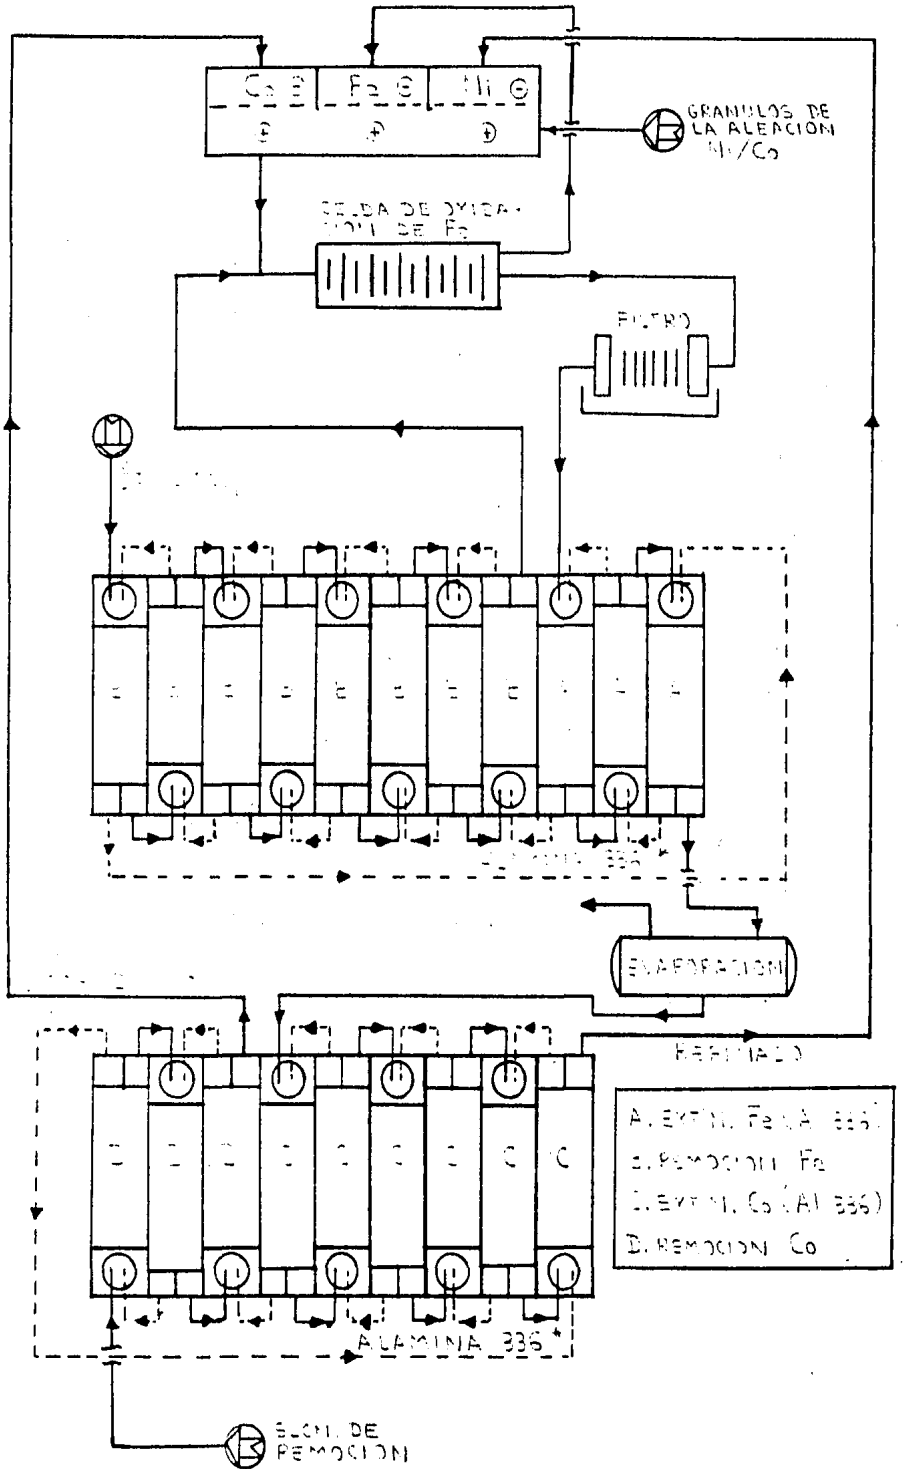 Co ⊖ Fe ⊖ Ni ⊖
+ + +
GRANULOS DE
LA ALEACION
Ni/Co
CELDA DE OXIDA-
CION DE Fe
FILTRO
ALAMINA 336 *
EVAPORACION
REFINADO
A. EXTN. Fe (A 336)
B. REMOCION Fe
C. EXTN. Co (Al 336)
D. REMOCION Co
D D D C C C C C C
ALAMINA 336 *
SLCN. DE
REMOCION